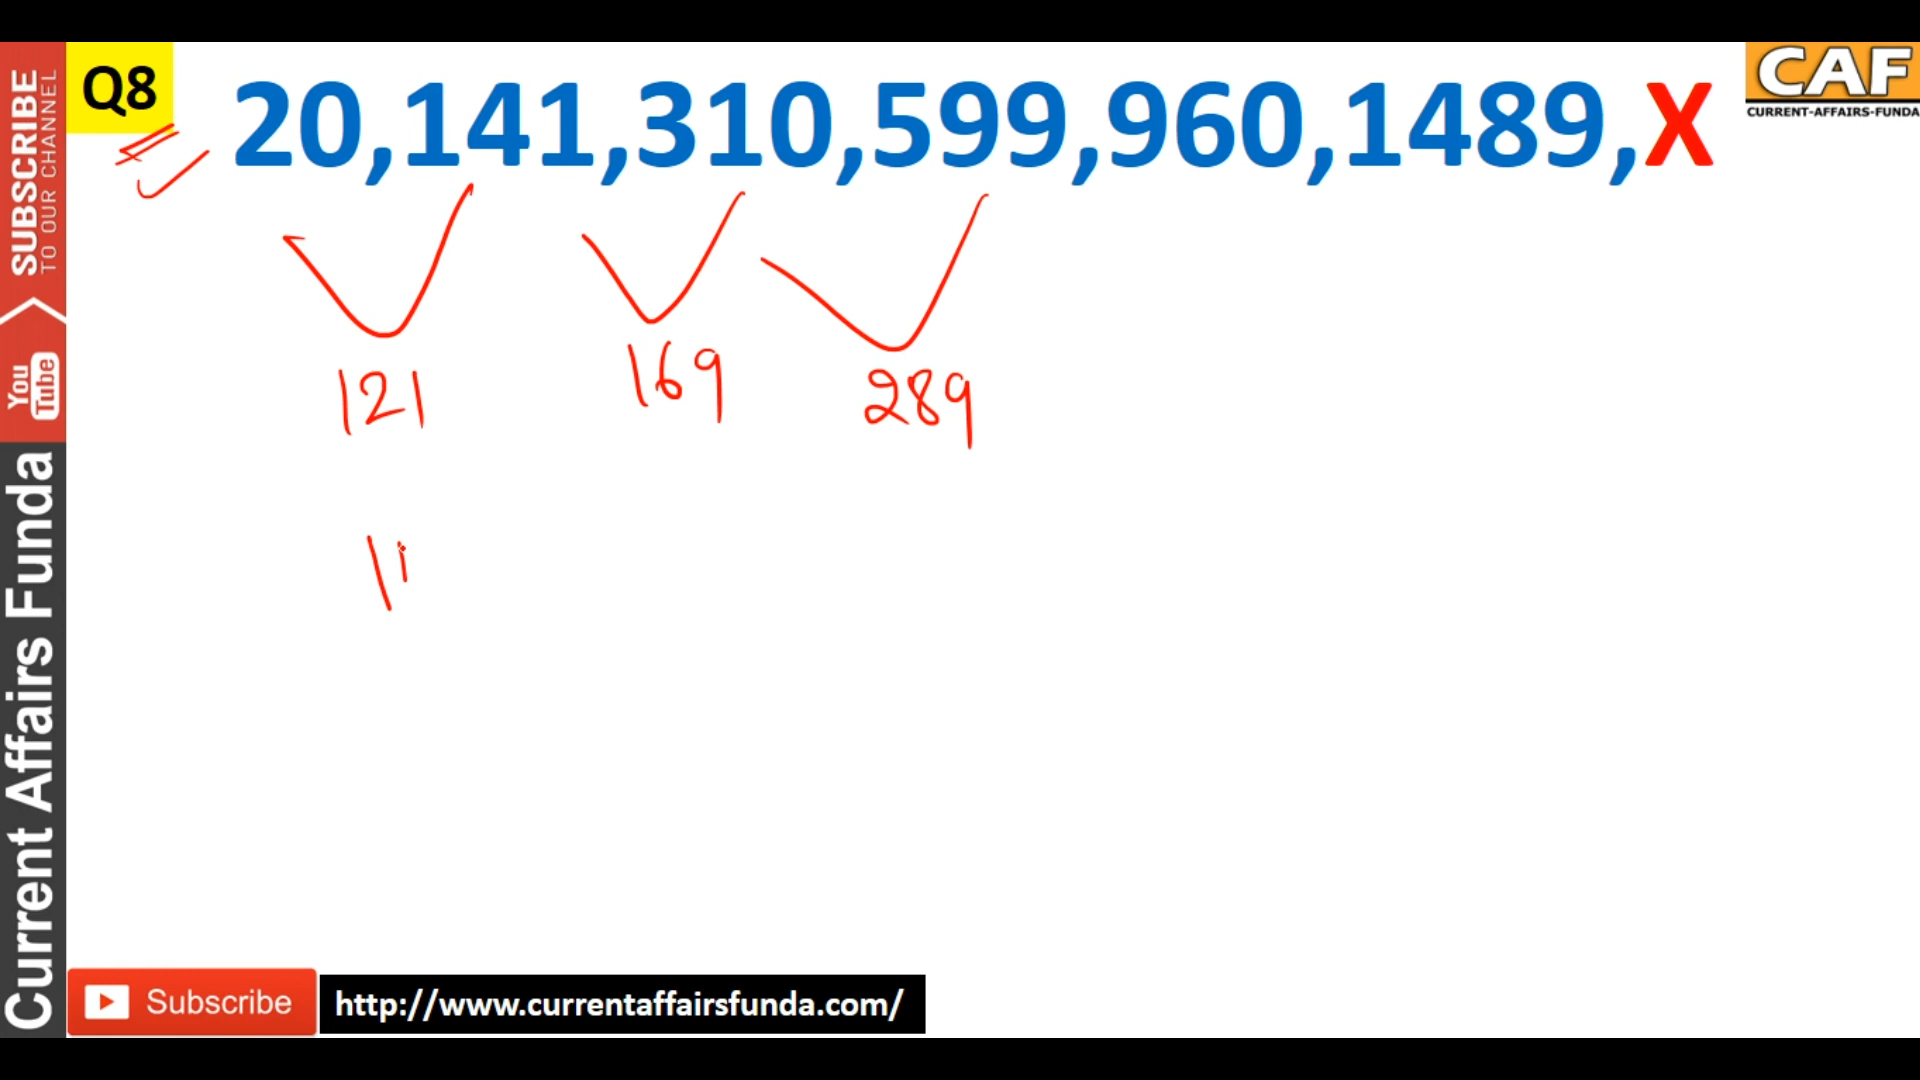 Q8
20,141,310,599,960,1489,X
CAF
CURRENT-AFFAIRS-FUNDA
SUBSCRIBE
TO OUR CHANNEL
You
Tube
Current Affairs Funda
121
169
289
11
Subscribe
http://www.currentaffairsfunda.com/